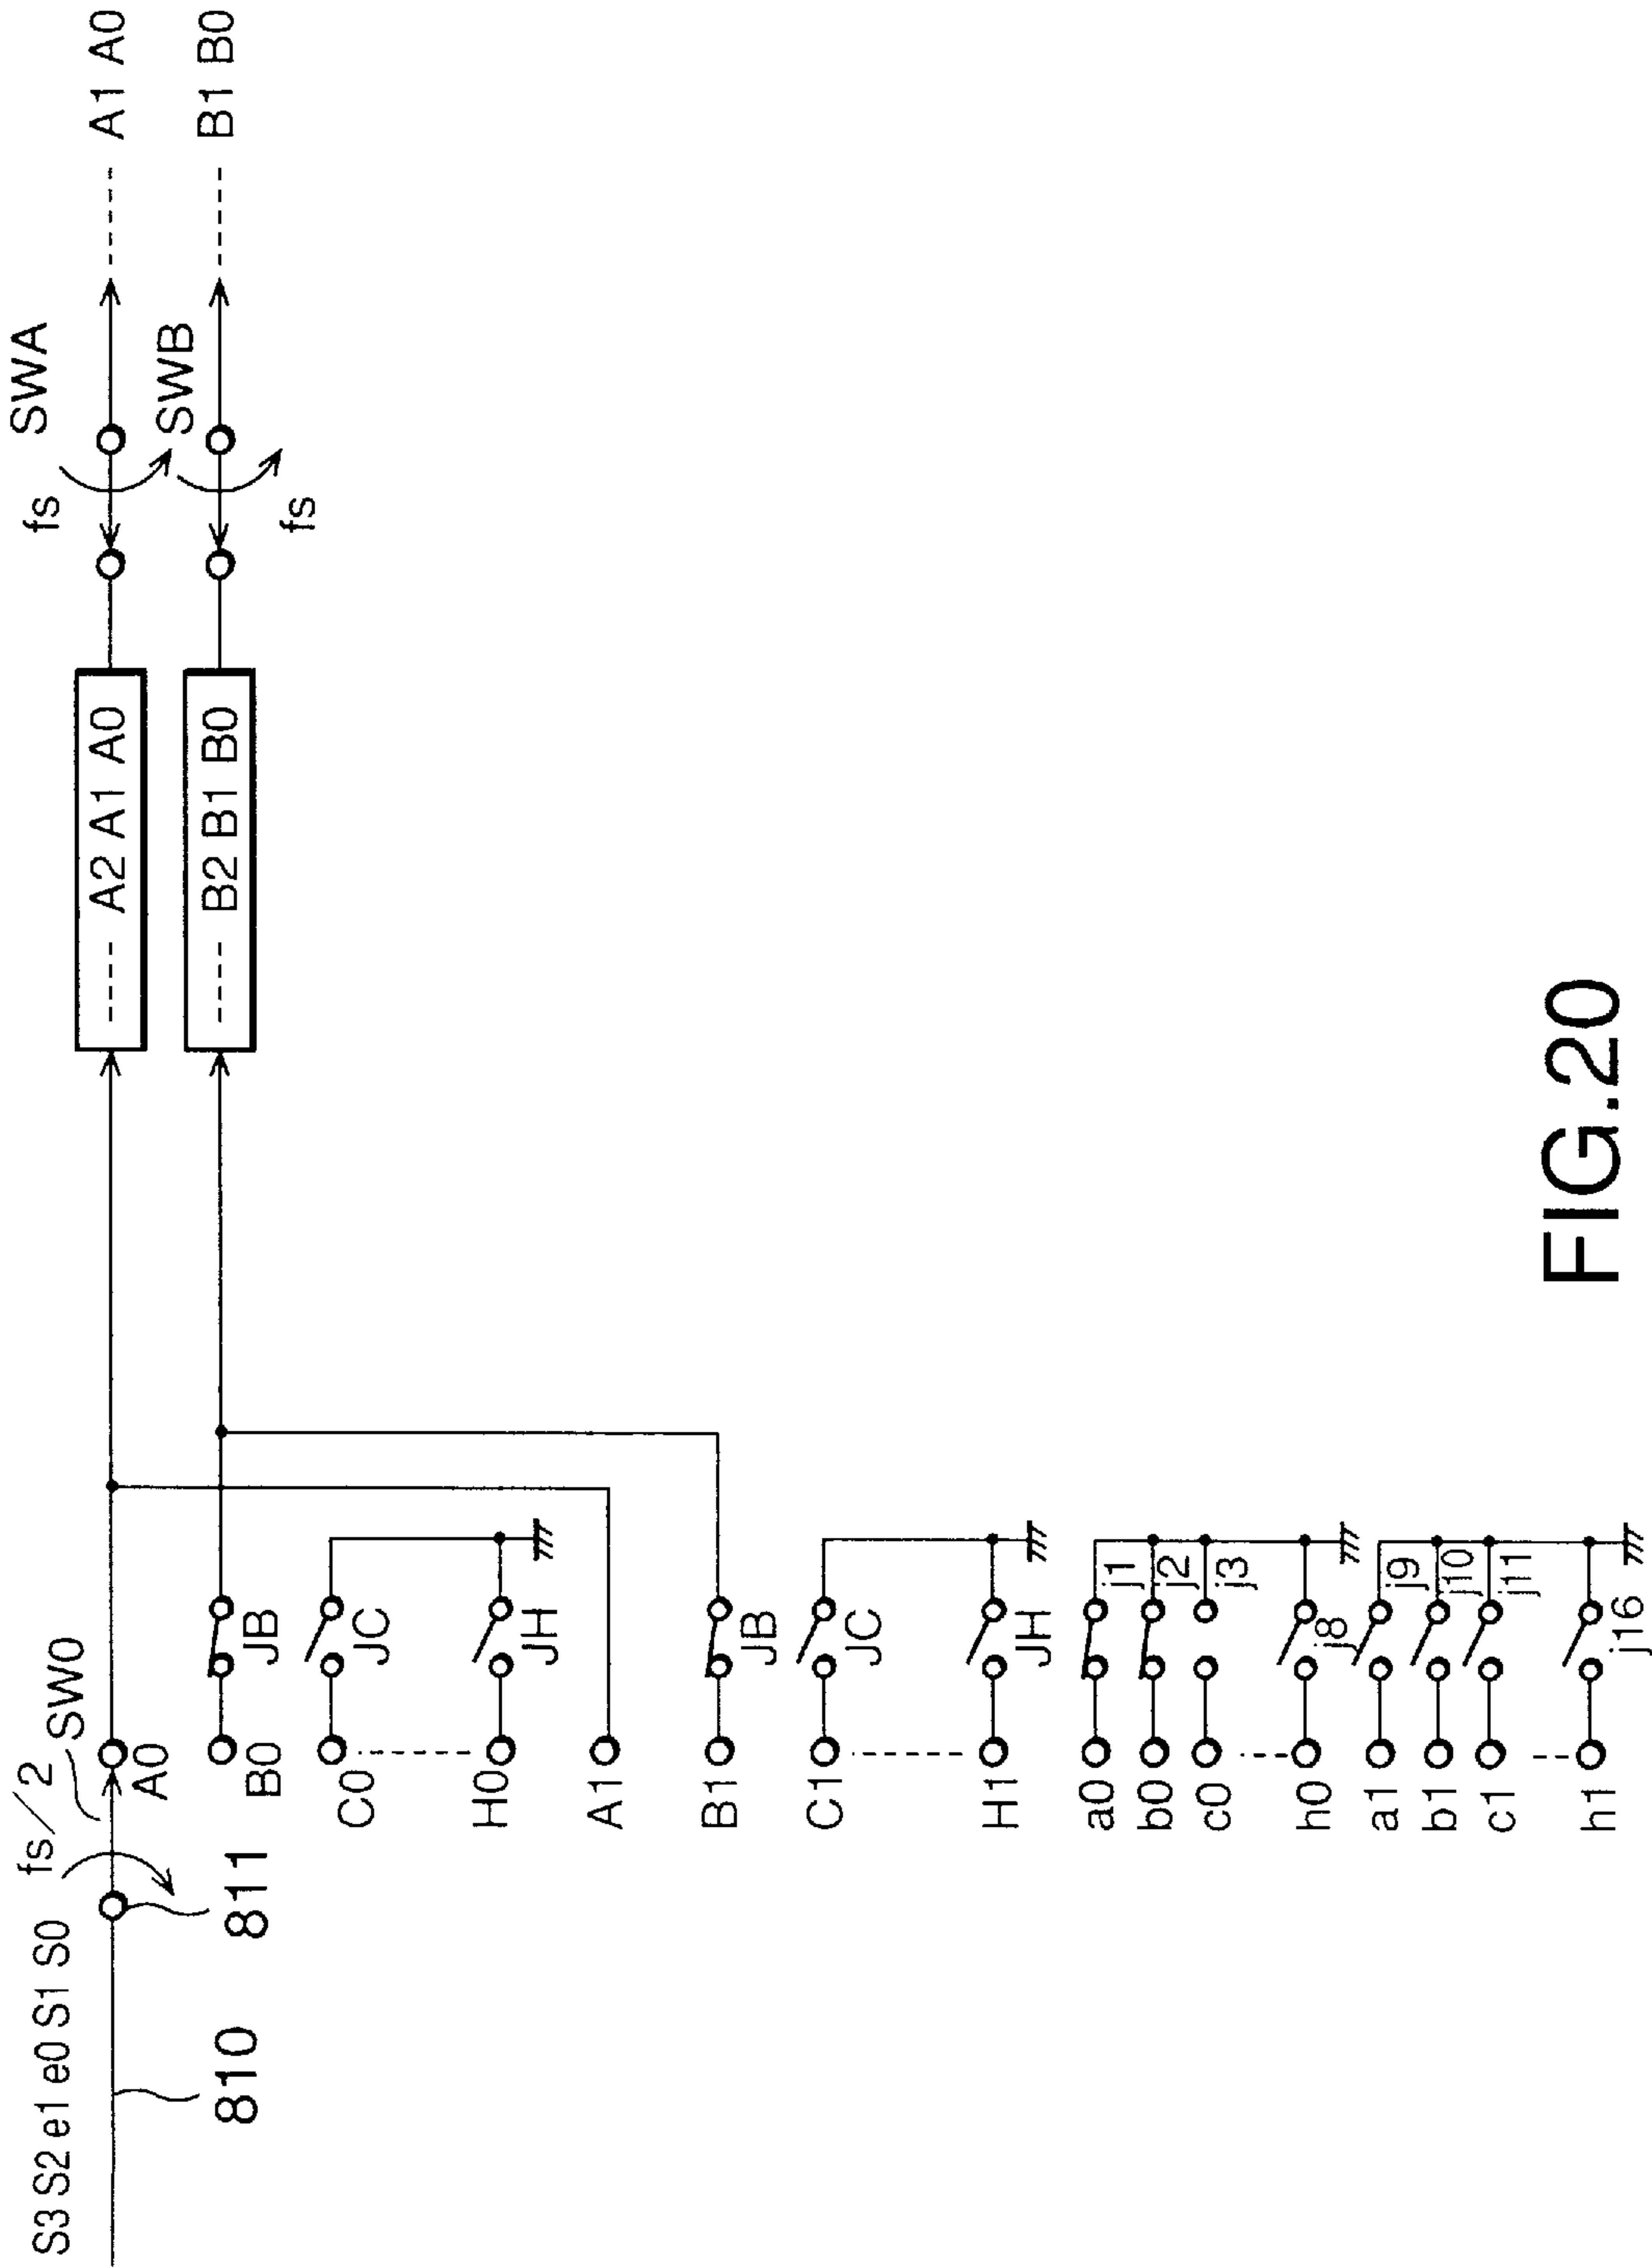 S3 S2 e1 e0 S1 S0
fs/2
SW0
810
811
A0
B0
JB
C0
JC
H0
JH
A1
B1
JB
C1
JC
H1
JH
a0
j1
b0
j2
c0
j3
h0
j8
a1
j9
b1
j10
c1
j11
h1
j16
A2 A1 A0
B2 B1 B0
fs
SWA
SWB
fs
A1 A0
B1 B0
FIG.20